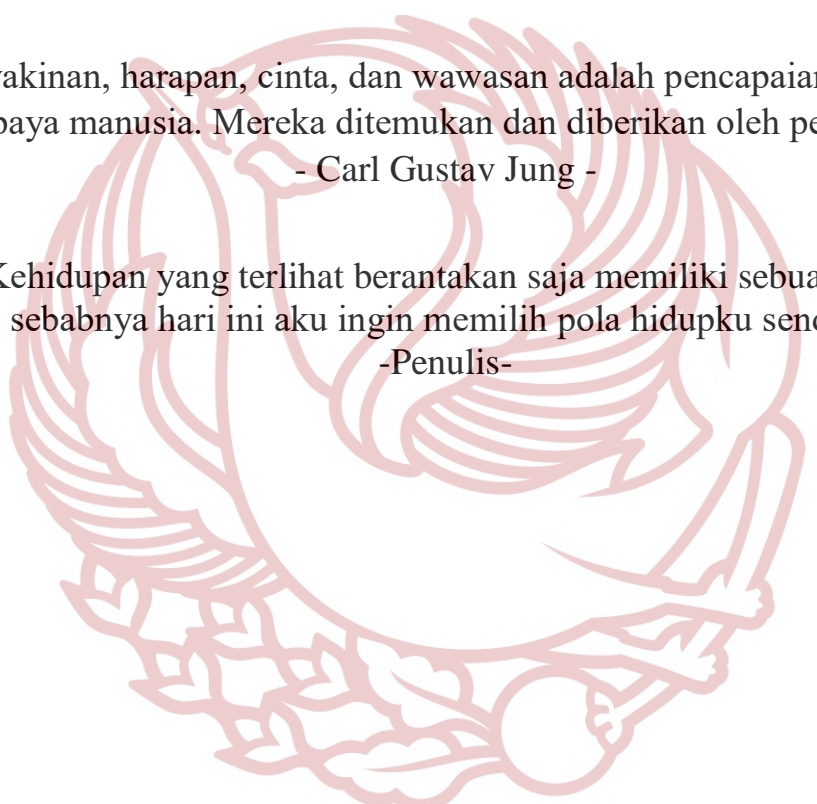 yakinan, harapan, cinta, dan wawasan adalah pencapaian
paya manusia. Mereka ditemukan dan diberikan oleh pe
- Carl Gustav Jung -
Kehidupan yang terlihat berantakan saja memiliki sebua
sebabnya hari ini aku ingin memilih pola hidupku send
-Penulis-